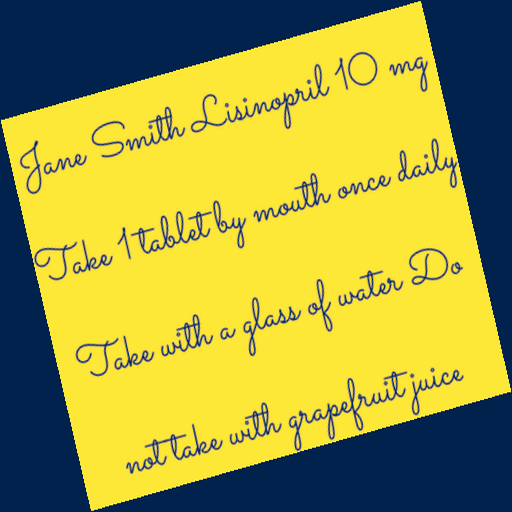 Jane Smith Lisinopril 10 mg
Take 1 tablet by mouth once daily
Take with a glass of water Do
not take with grapefruit juice